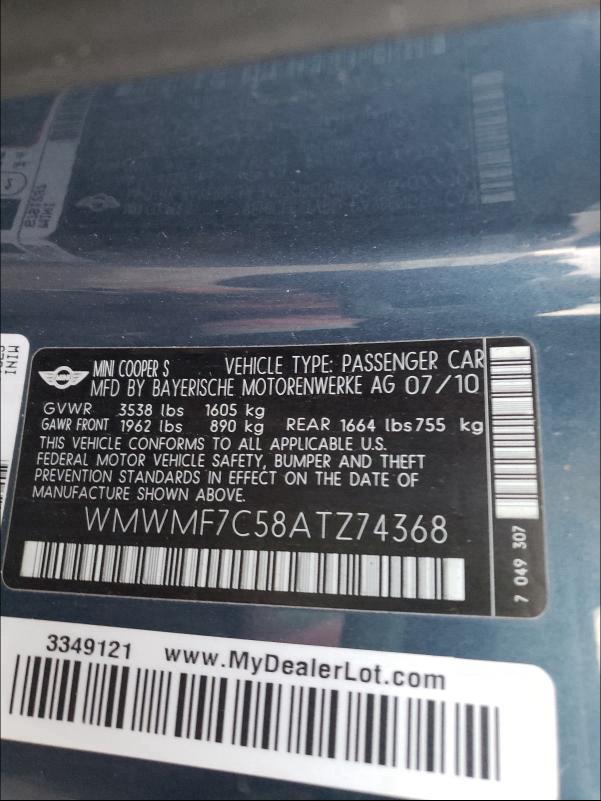 MINI COOPER S VEHICLE TYPE: PASSENGER CAR
MFD BY BAYERISCHE MOTORENWERKE AG 07/10
GVWR 3538 lbs 1605 kg
GAWR FRONT 1962 lbs 890 kg REAR 1664 lbs 755 kg
THIS VEHICLE CONFORMS TO ALL APPLICABLE U.S.
FEDERAL MOTOR VEHICLE SAFETY, BUMPER AND THEFT
PREVENTION STANDARDS IN EFFECT ON THE DATE OF
MANUFACTURE SHOWN ABOVE.
WMWMF7C58ATZ74368
7 049 307
MINI
3349121 www.MyDealerLot.com